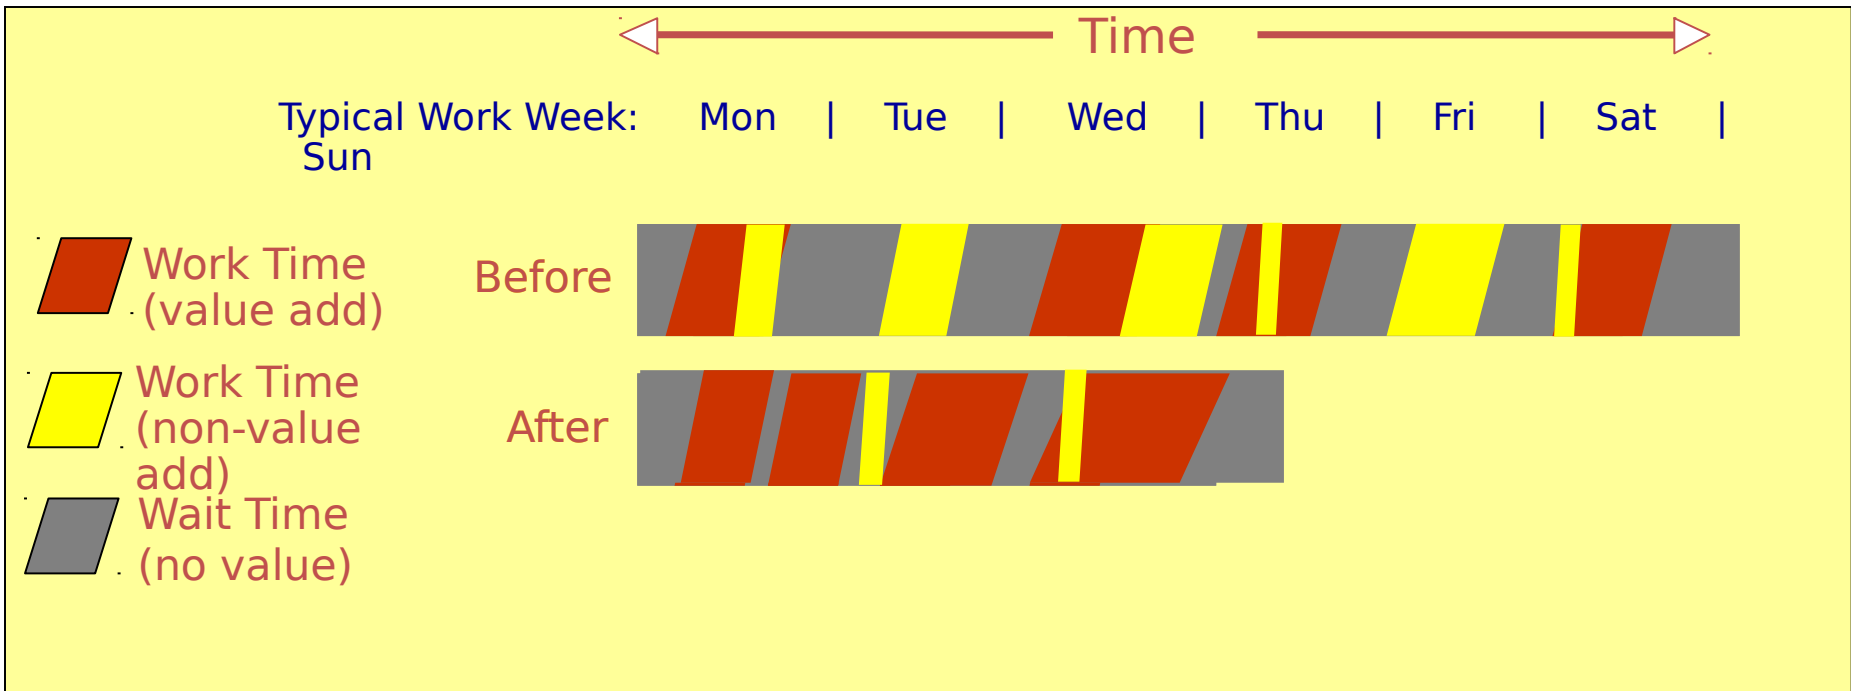 Time
Typical Work Week: Mon | Tue | Wed | Thu | Fri | Sat |
Sun
Work Time
(value add)
Before
Work Time
(non-value
add)
After
Wait Time
(no value)